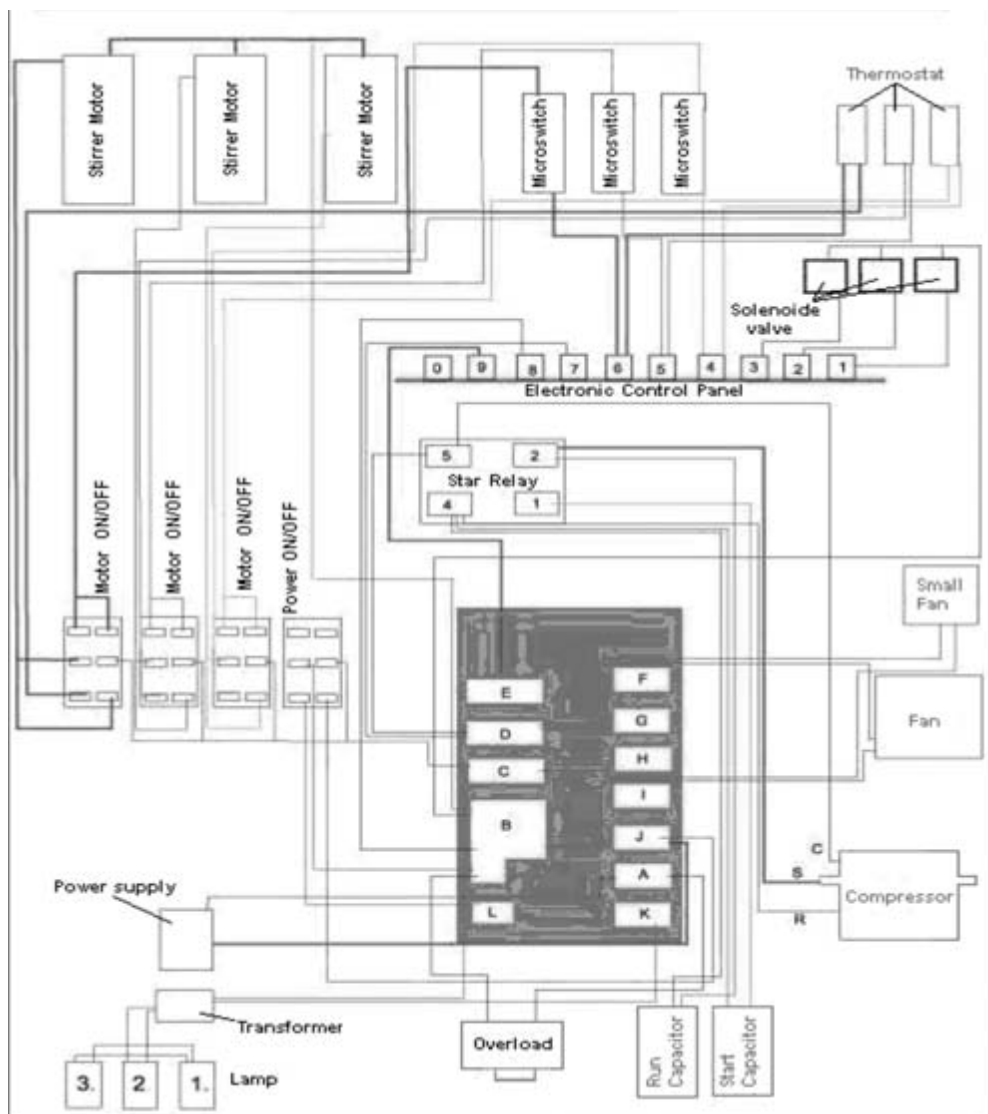 Stirrer Motor
Stirrer Motor
Stirrer Motor
Microswitch
Microswitch
Microswitch
Thermostat
Solenoide
valve
0
9
8
7
6
5
4
3
2
1
Electronic Control Panel
5
2
Star Relay
4
1
Motor ON/OFF
Motor ON/OFF
Motor ON/OFF
Power ON/OFF
Small
Fan
Fan
E
D
C
B
L
F
G
H
I
J
A
K
C
S
R
Compressor
Power supply
Transformer
3.
2
1.
Lamp
Overload
Run
Capacitor
Start
Capacitor